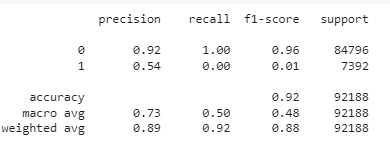 precision recall f1-score support
0 0.92 1.00 0.96 84796
1 0.54 0.00 0.01 7392
accuracy 0.92 92188
macro avg 0.73 0.50 0.48 92188
weighted avg 0.89 0.92 0.88 92188